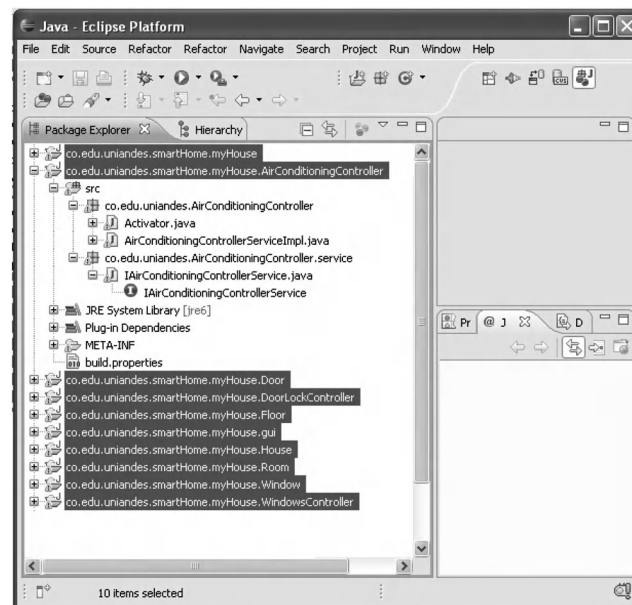 Java - Eclipse Platform
File Edit Source Refactor Refactor Navigate Search Project Run Window Help
Package Explorer Hierarchy
co.edu.uniandes.smartHome.myHouse
co.edu.uniandes.smartHome.myHouse.AirConditioningController
src
co.edu.uniandes.AirConditioningController
Activator.java
AirConditioningControllerServiceImpl.java
co.edu.uniandes.AirConditioningController.service
IAirConditioningControllerService.java
IAirConditioningControllerService
JRE System Library [jre6]
Plug-in Dependencies
META-INF
build.properties
co.edu.uniandes.smartHome.myHouse.Door
co.edu.uniandes.smartHome.myHouse.DoorLockController
co.edu.uniandes.smartHome.myHouse.Floor
co.edu.uniandes.smartHome.myHouse.gui
co.edu.uniandes.smartHome.myHouse.House
co.edu.uniandes.smartHome.myHouse.Room
co.edu.uniandes.smartHome.myHouse.Window
co.edu.uniandes.smartHome.myHouse.WindowsController
Pr @ J D
10 items selected